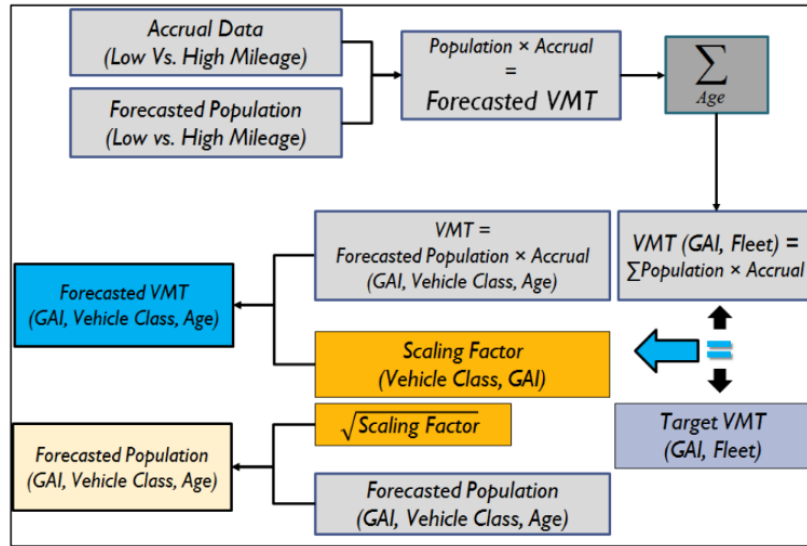 Accrual Data
(Low Vs. High Mileage)
Forecasted Population
(Low vs. High Mileage)
Population × Accrual
=
Forecasted VMT
∑
Age
VMT =
Forecasted Population × Accrual
(GAI, Vehicle Class, Age)
VMT (GAI, Fleet) =
∑Population × Accrual
Forecasted VMT
(GAI, Vehicle Class, Age)
Scaling Factor
(Vehicle Class, GAI)
=
√Scaling Factor
Target VMT
(GAI, Fleet)
Forecasted Population
(GAI, Vehicle Class, Age)
Forecasted Population
(GAI, Vehicle Class, Age)